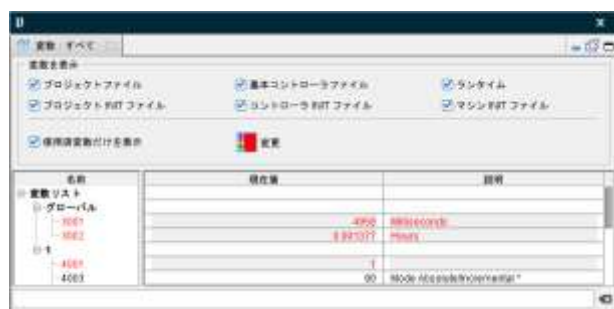 変数 : すべて
変数を表示
プロジェクトファイル
基本コントローラファイル
ランタイム
プロジェクト INIT ファイル
コントローラ INIT ファイル
マシン INIT ファイル
使用済変数だけを表示
変更
名前
現在値
説明
変数リスト
グローバル
3001
4958
Milliseconds
3002
0.001377
Hours
1
4001
1
4003
90
Mode Absolute/Incremental *